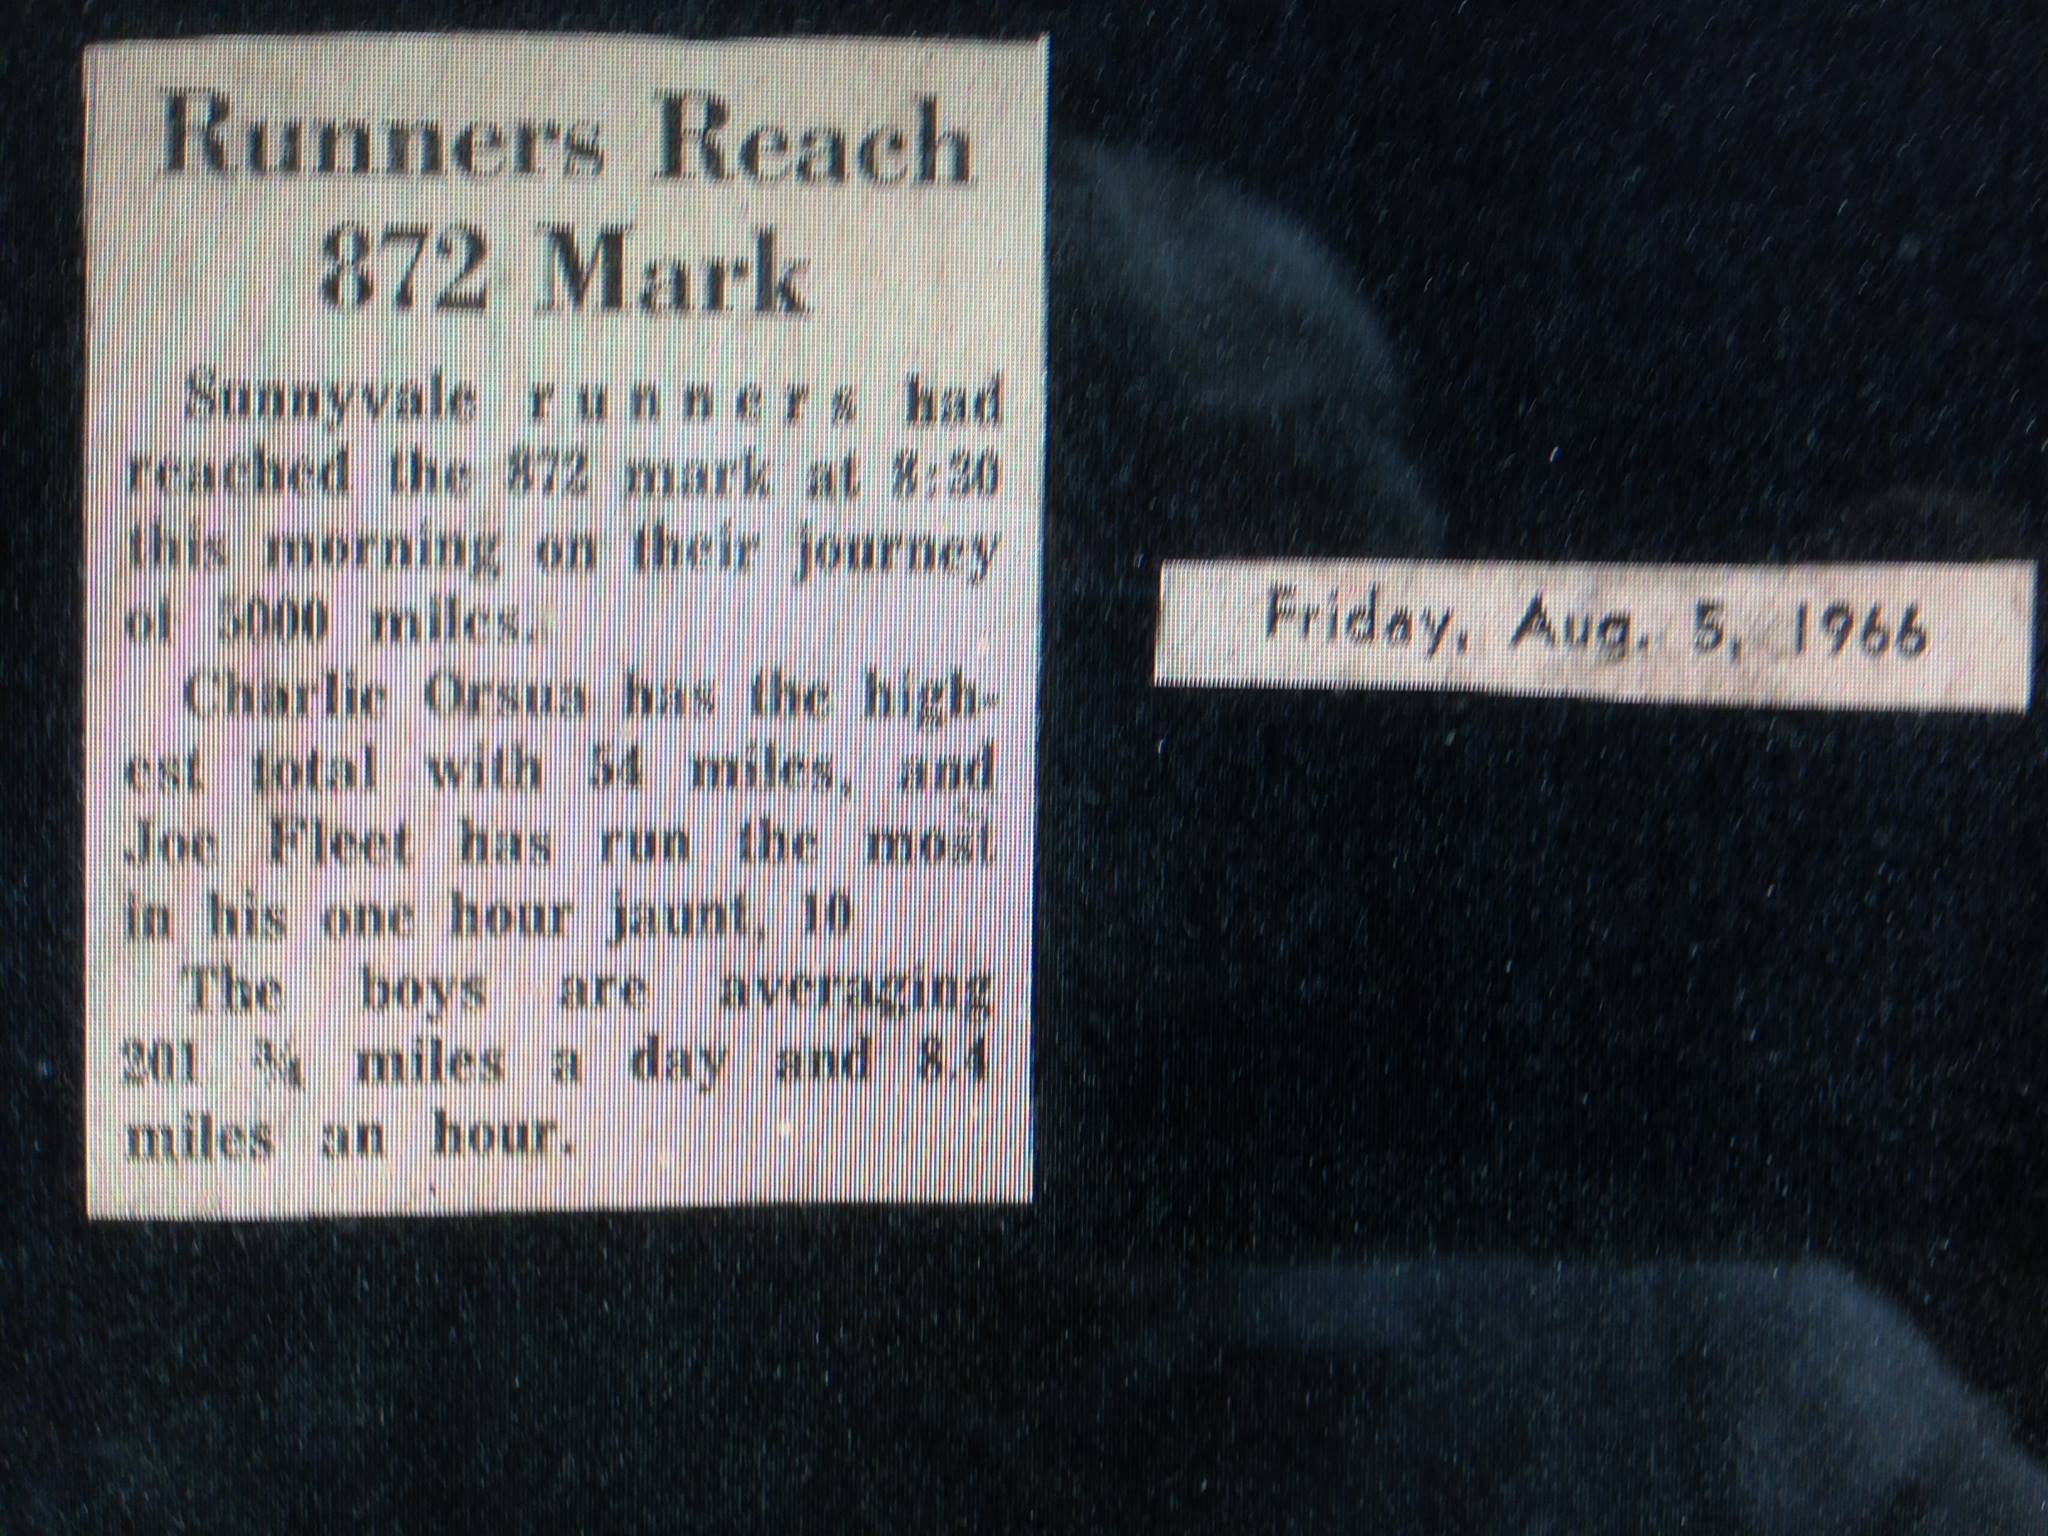 Runners Reach
872 Mark
Sunnyvale runners had
reached the 872 mark at 8:30
this morning on their journey
of 5000 miles.
Charlie Orsua has the high-
est total with 54 miles, and
Joe Fleet has run the most
in his one hour jaunt, 10
The boys are averaging
201 ¾ miles a day and 8.4
miles an hour.
Friday, Aug. 5, 1966